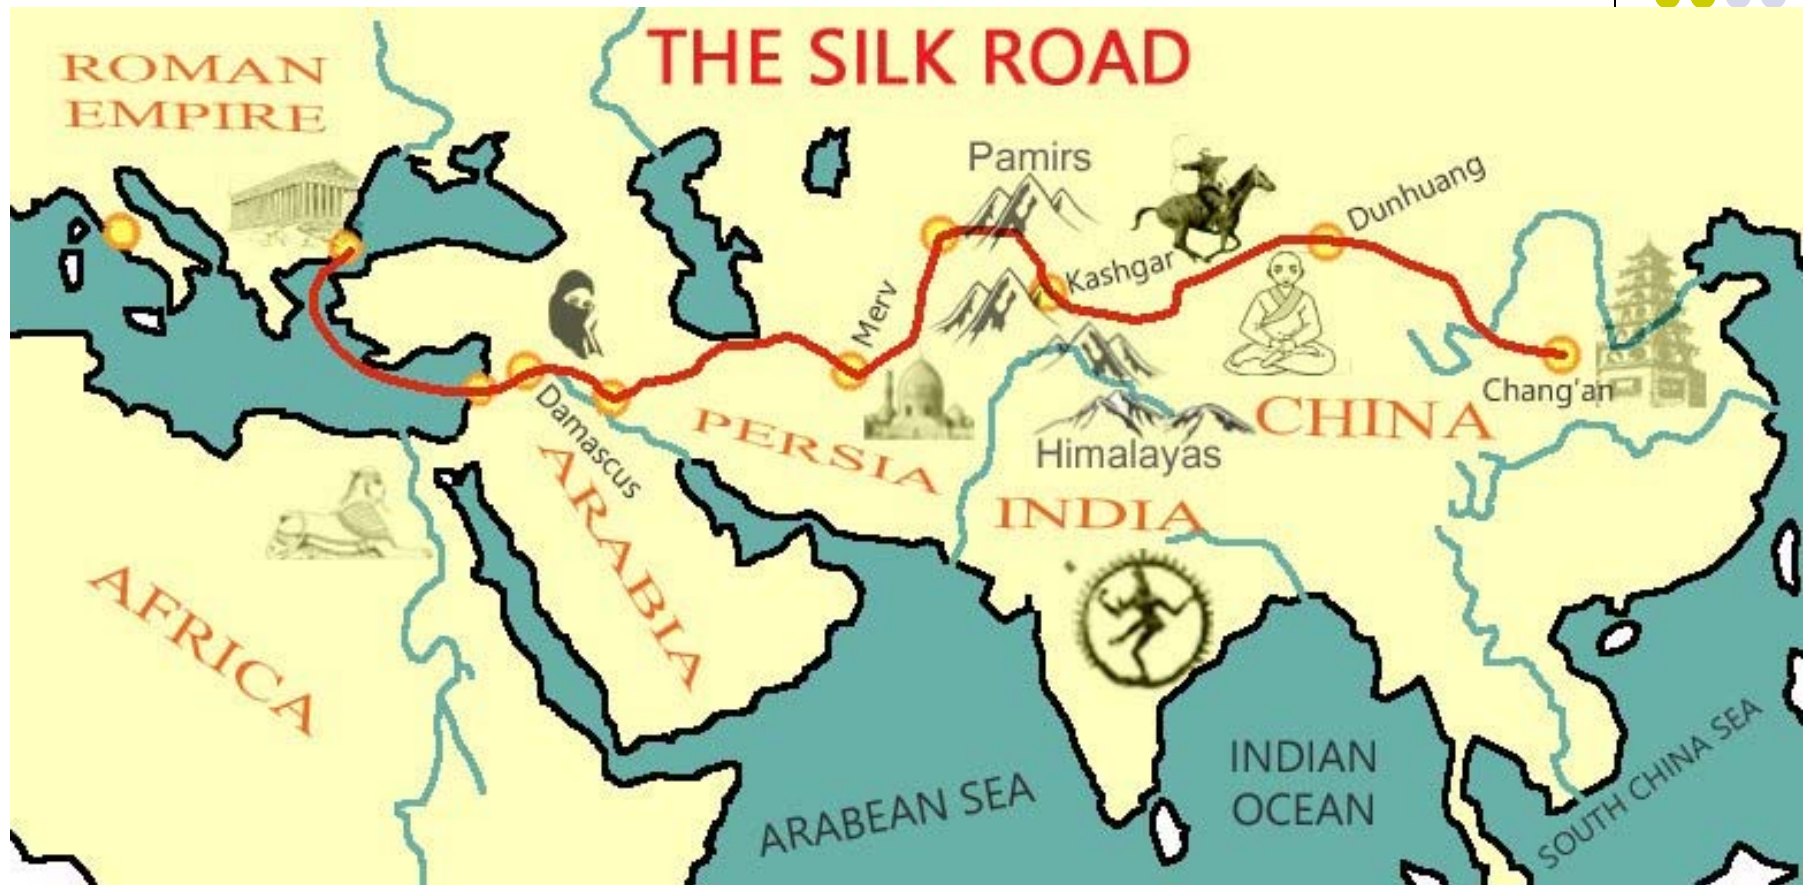 THE SILK ROAD
ROMAN
EMPIRE
Pamirs
Dunhuang
Kashgar
Merv
Chang'an
Damascus
PERSIA
CHINA
Himalayas
ARABIA
INDIA
AFRICA
INDIAN
OCEAN
ARABEAN SEA
SOUTH CHINA SEA